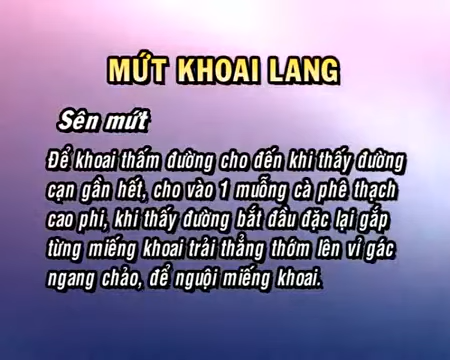 MỨT KHOAI LANG
Sên mứt
Để khoai thấm đường cho đến khi thấy đường
cạn gần hết, cho vào 1 muỗng cà phê thạch
cao phi, khi thấy đường bắt đầu đặc lại gắp
từng miếng khoai trải thẳng thớm lên vỉ gác
ngang chảo, để nguội miếng khoai.